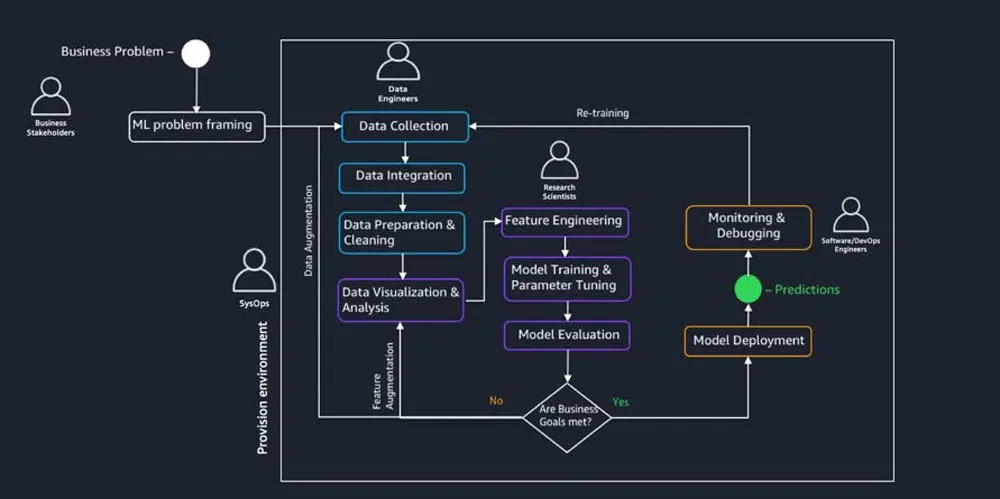 Business Problem –
Business
Stakeholders
ML problem framing
Data
Engineers
Data Collection
Re-training
Data Integration
Research
Scientists
Data Preparation &
Cleaning
Feature Engineering
Monitoring &
Debugging
Software/DevOps
Engineers
Data Augmentation
SysOps
Provision environment
Data Visualization &
Analysis
Model Training &
Parameter Tuning
– Predictions
Model Evaluation
Model Deployment
Feature
Augmentation
No
Are Business
Goals met?
Yes